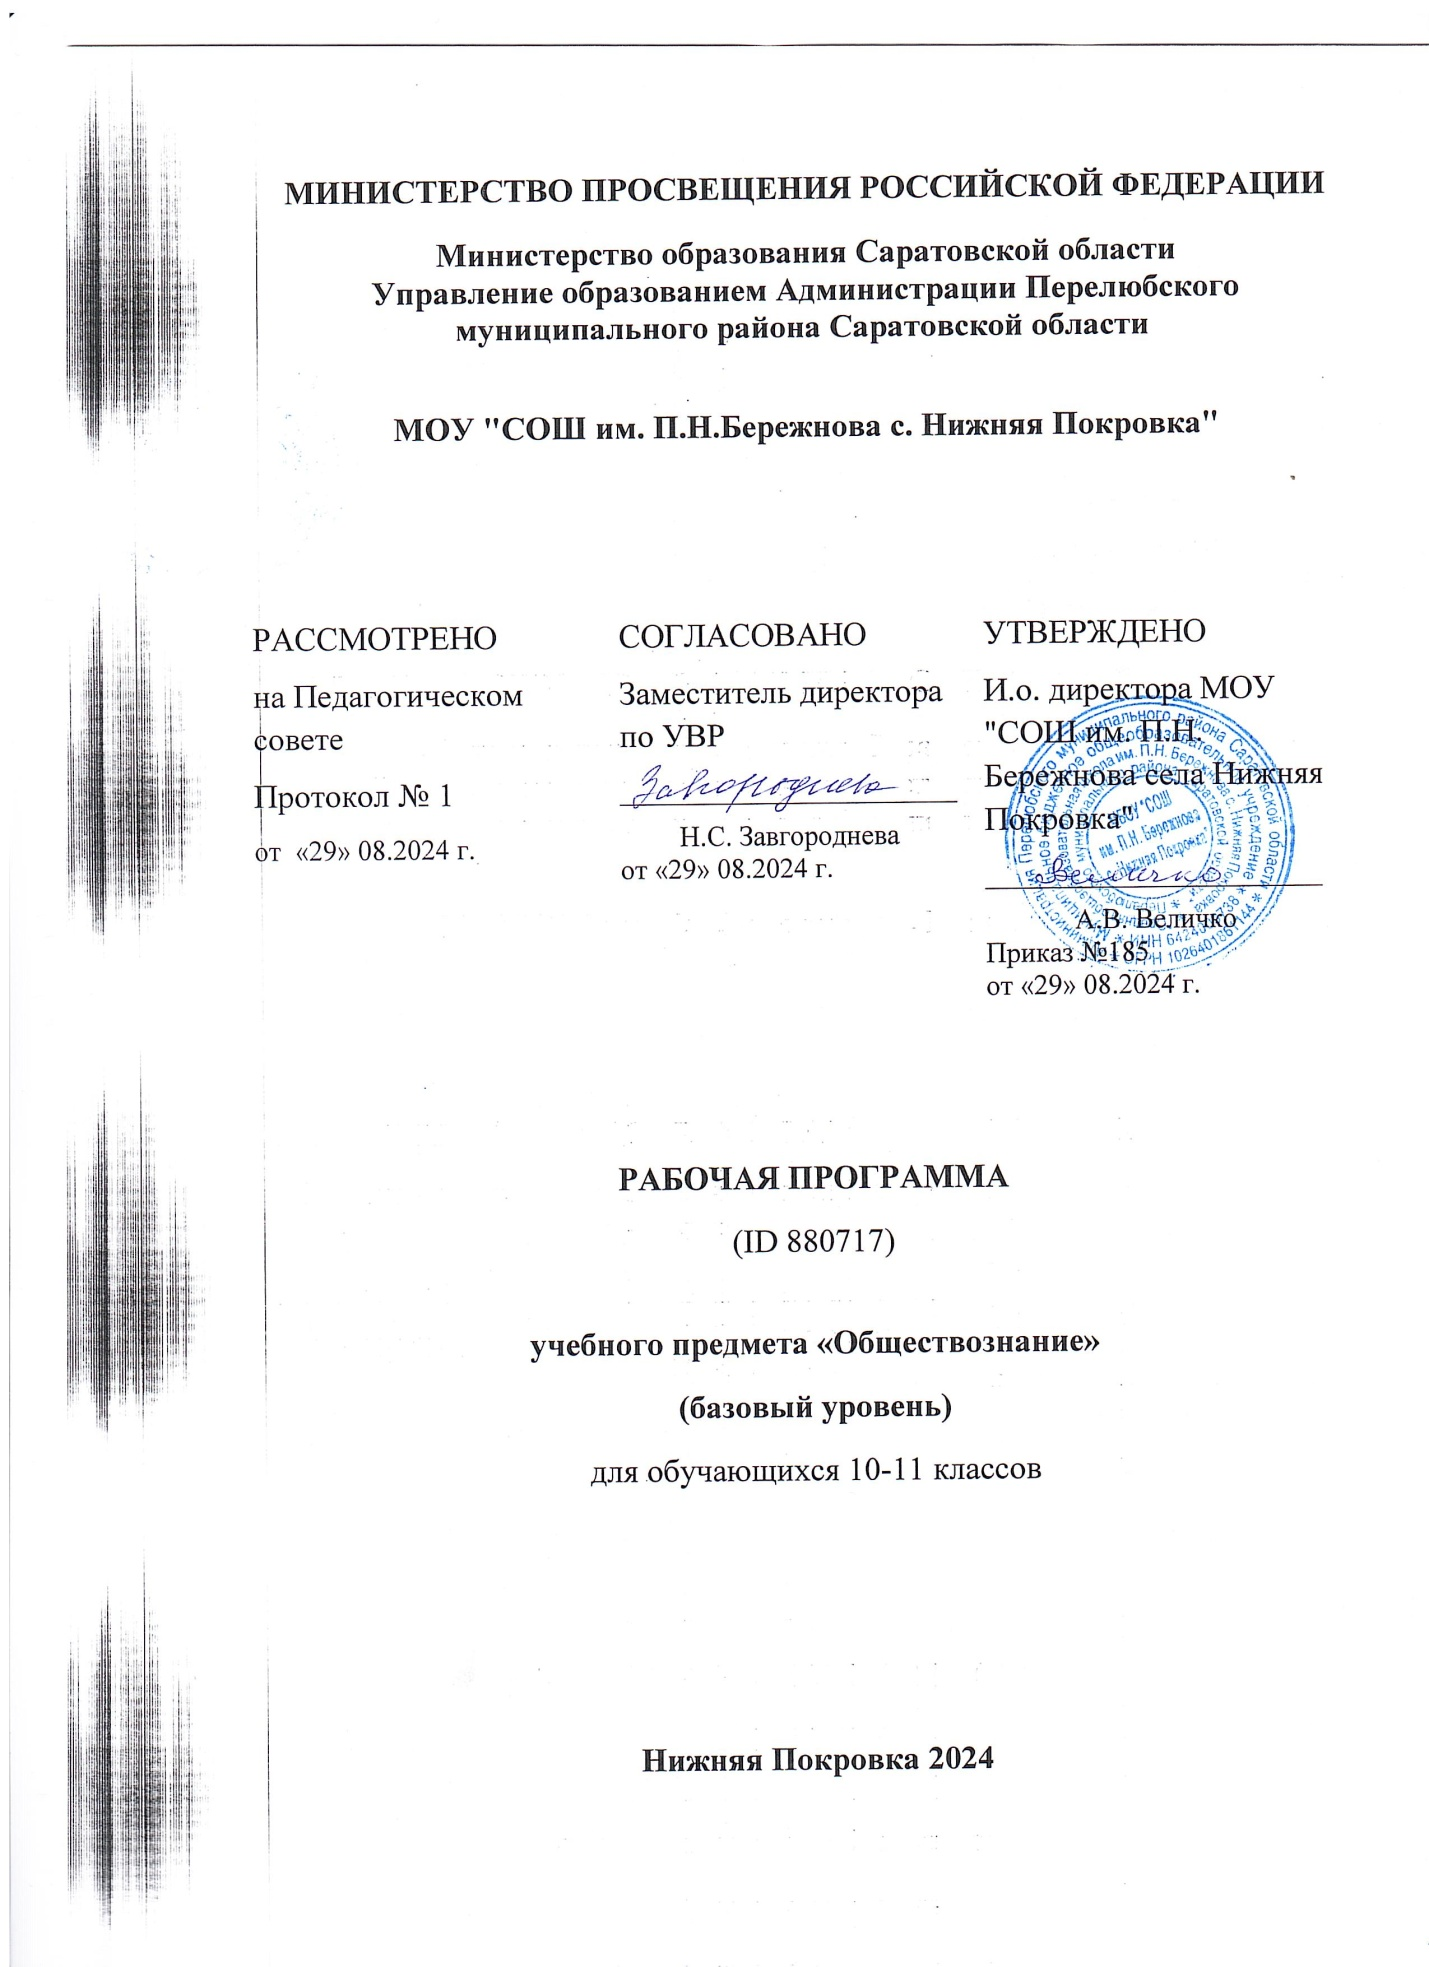 МИНИСТЕРСТВО ПРОСВЕЩЕНИЯ РОССИЙСКОЙ ФЕДЕРАЦИИ
Министерство образования Саратовской области
Управление образованием Администрации Перелюбского
муниципального района Саратовской области
МОУ "СОШ им. П.Н.Бережнова с. Нижняя Покровка"
РАССМОТРЕНО
на Педагогическом
совете
Протокол № 1
от «29» 08.2024 г.
СОГЛАСОВАНО
Заместитель директора
по УВР
Завгороднева
Н.С. Завгороднева
от «29» 08.2024 г.
УТВЕРЖДЕНО
И.о. директора МОУ
"СОШ им. П.Н.
Бережнова села Нижняя
Покровка"
Величко
А.В. Величко
Приказ №185
от «29» 08.2024 г.
РАБОЧАЯ ПРОГРАММА
(ID 880717)
учебного предмета «Обществознание»
(базовый уровень)
для обучающихся 10-11 классов
Нижняя Покровка 2024